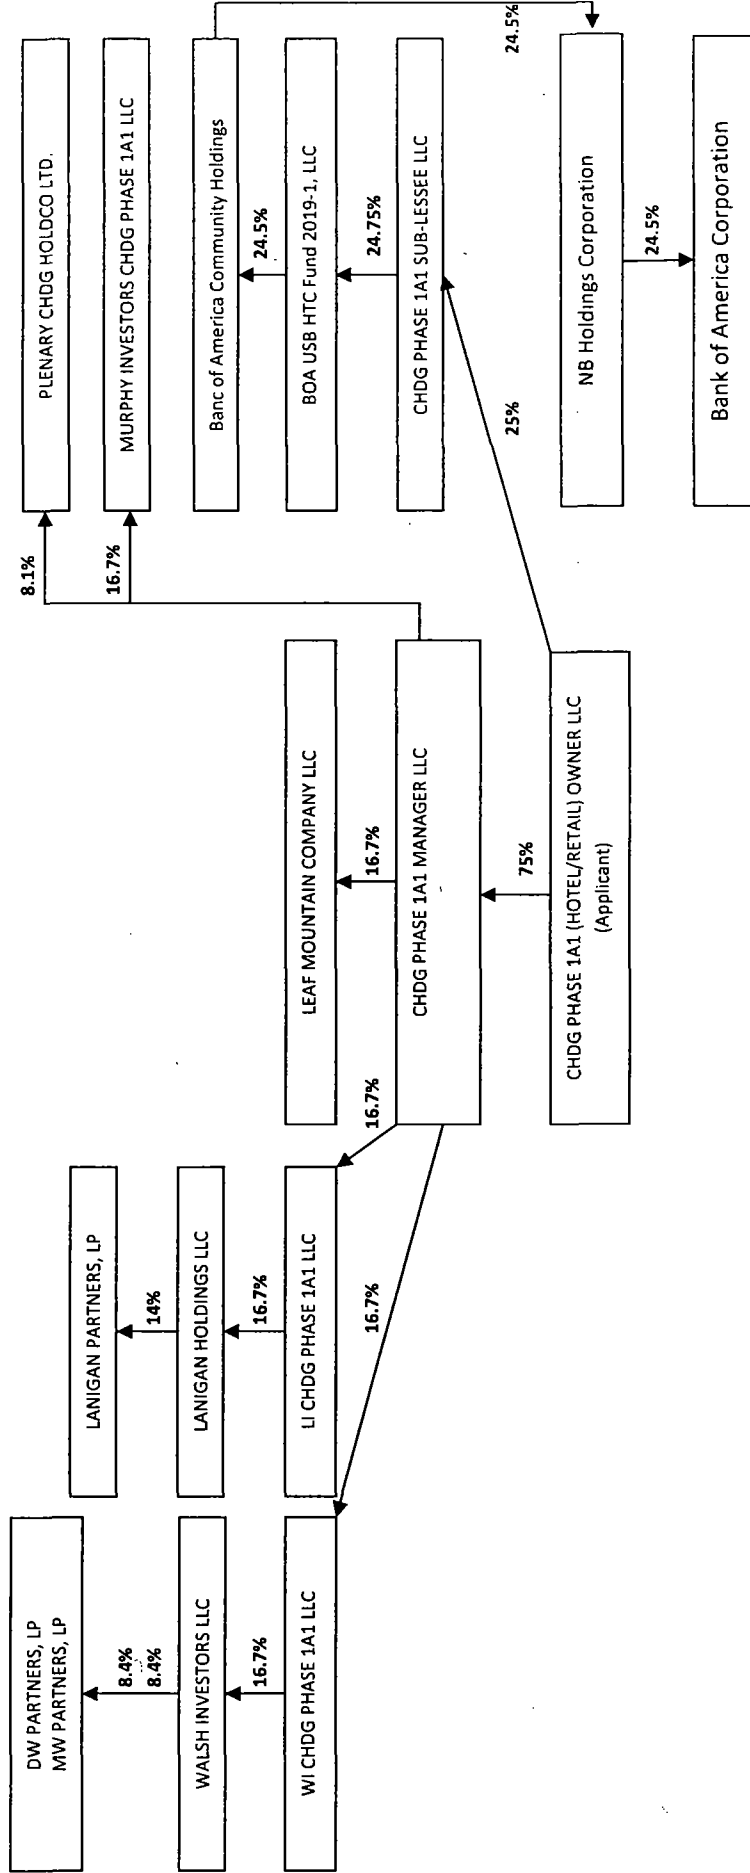 DW PARTNERS, LP
MW PARTNERS, LP
8.4%
8.4%
WALSH INVESTORS LLC
16.7%
WI CHDG PHASE 1A1 LLC
LANIGAN PARTNERS, LP
14%
LANIGAN HOLDINGS LLC
16.7%
LI CHDG PHASE 1A1 LLC
16.7%
16.7%
LEAF MOUNTAIN COMPANY LLC
16.7%
CHDG PHASE 1A1 MANAGER LLC
75%
CHDG PHASE 1A1 (HOTEL/RETAIL) OWNER LLC
(Applicant)
8.1%
PLENARY CHDG HOLDCO LTD.
16.7%
MURPHY INVESTORS CHDG PHASE 1A1 LLC
Banc of America Community Holdings
24.5%
BOA USB HTC Fund 2019-1, LLC
24.75%
CHDG PHASE 1A1 SUB-LESSEE LLC
25%
24.5%
NB Holdings Corporation
24.5%
Bank of America Corporation